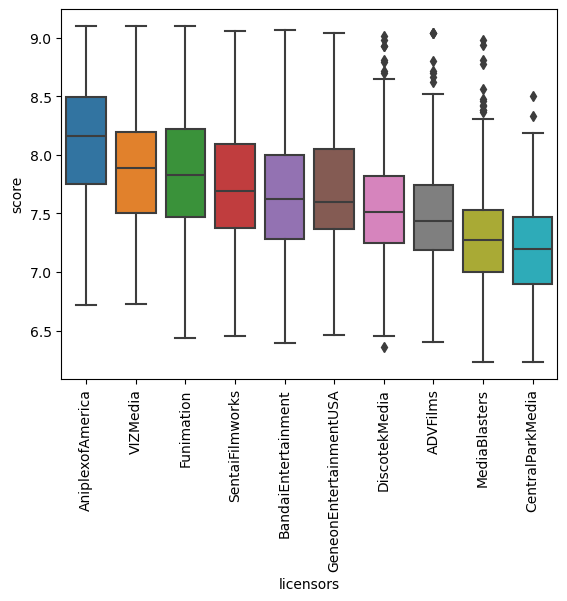 9.0
8.5
8.0
7.5
7.0
6.5
score
AniplexofAmerica
VIZMedia
Funimation
SentaiFilmworks
BandaiEntertainment
GeneonEntertainmentUSA
DiscotekMedia
ADVFilms
MediaBlasters
CentralParkMedia
licensors